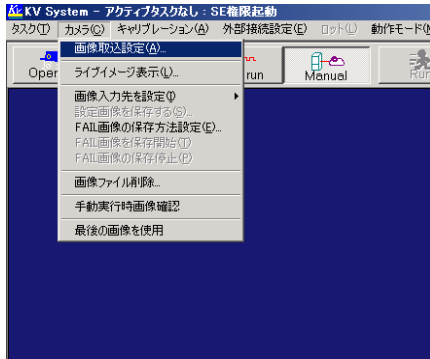 KV System - アクティブタスクなし : SE権限起動
タスク(T) カメラ(C) キャリブレーション(A) 外部接続設定(E) ロット(L) 動作モード(M
画像取込設定(A)...
ライブイメージ表示(L)...
画像入力先を設定(I)
設定画像を保存する(S)...
FAIL画像の保存方法設定(E)...
FAIL画像を保存開始(T)
FAIL画像の保存停止(P)
画像ファイル削除...
手動実行時画像確認
最後の画像を使用
Oper run Manual Run